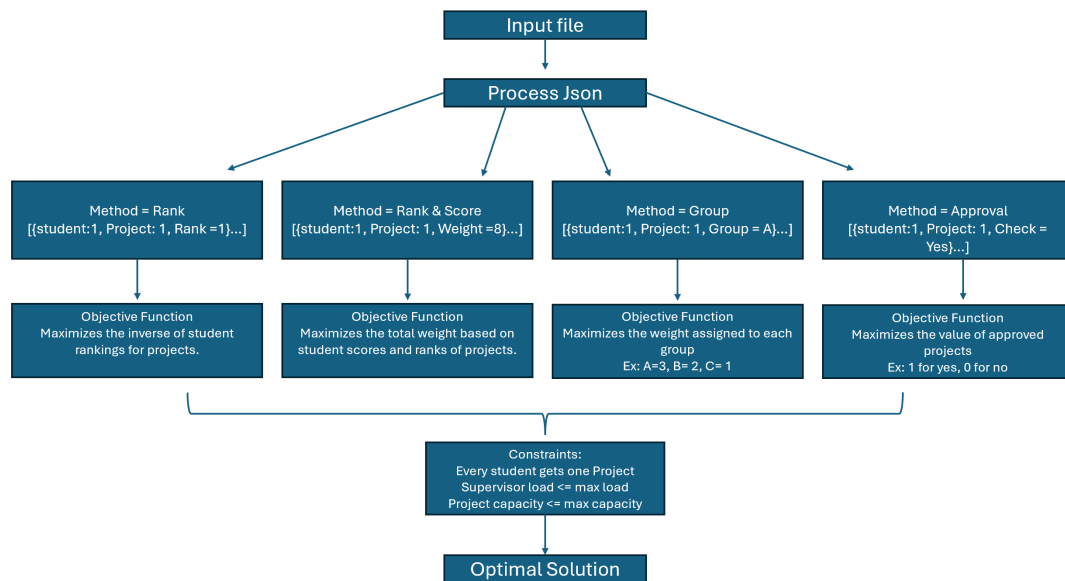 Input file
Process Json
Method = Rank
[{student:1, Project: 1, Rank =1}...]
Method = Rank & Score
[{student:1, Project: 1, Weight =8}...]
Method = Group
[{student:1, Project: 1, Group = A}...]
Method = Approval
[{student:1, Project: 1, Check =
Yes}...]
Objective Function
Maximizes the inverse of student
rankings for projects.
Objective Function
Maximizes the total weight based on
student scores and ranks of projects.
Objective Function
Maximizes the weight assigned to each
group
Ex: A=3, B= 2, C= 1
Objective Function
Maximizes the value of approved
projects
Ex: 1 for yes, 0 for no
Constraints:
Every student gets one Project
Supervisor load <= max load
Project capacity <= max capacity
Optimal Solution